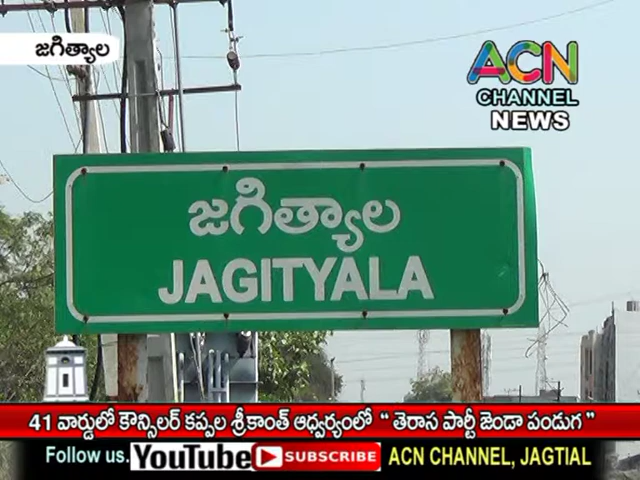 జగిత్యాల
ACN
CHANNEL
NEWS
జగిత్యాల
JAGITYALA
41 వార్డులో కౌన్సిలర్ కప్పల శ్రీకాంత్ ఆధ్వర్యంలో “ తెరాస పార్టీ జెండా పండుగ ”
Follow us. YouTube SUBSCRIBE ACN CHANNEL, JAGTIAL